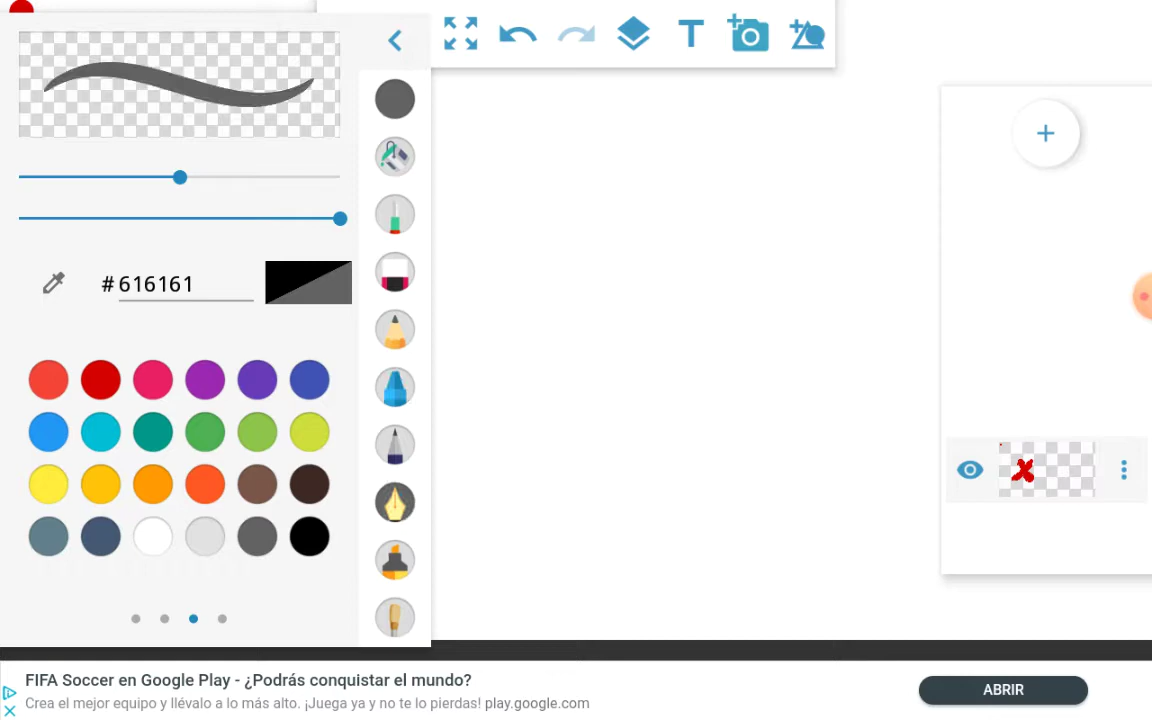 T
#616161
FIFA Soccer en Google Play - ¿Podrás conquistar el mundo?
Crea el mejor equipo y llévalo a lo más alto. ¡Juega ya y no te lo pierdas! play.google.com
ABRIR